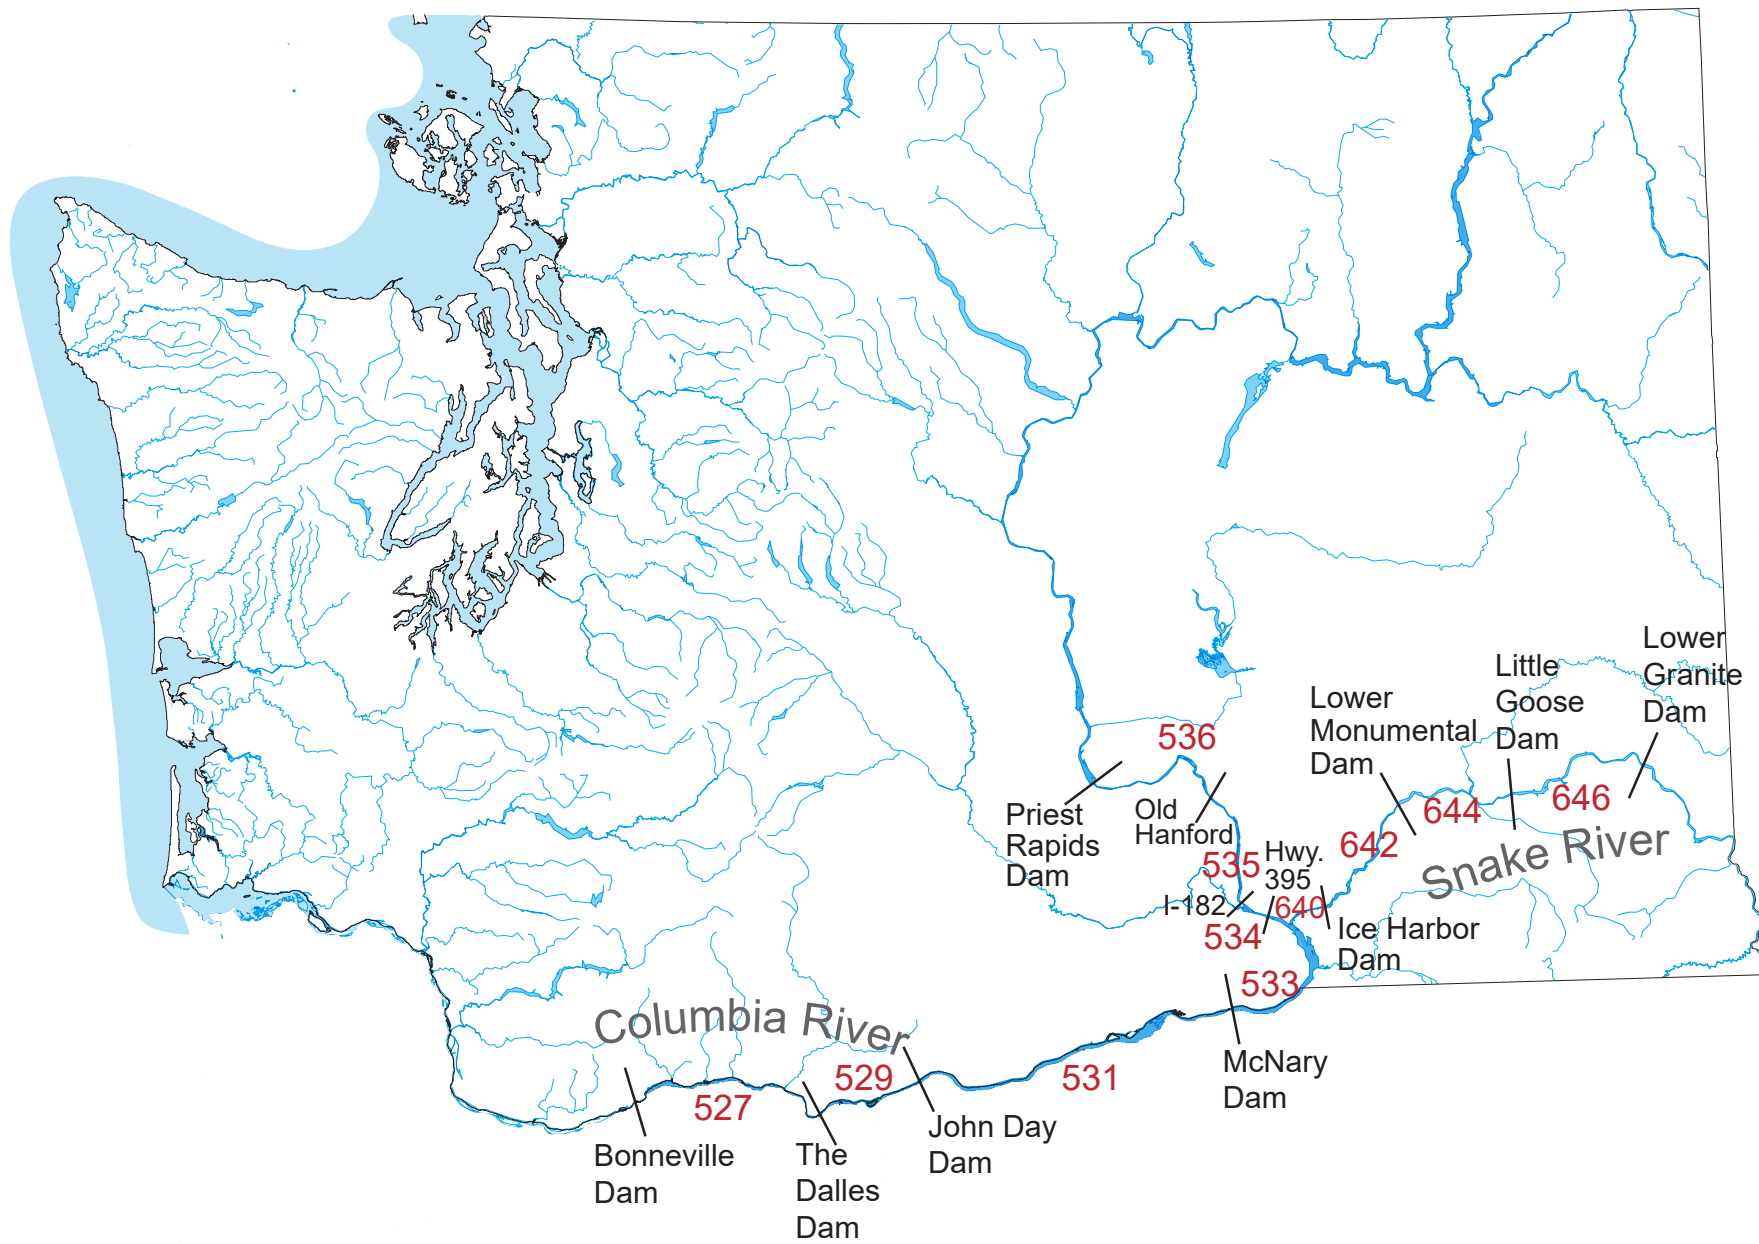 Lower
Granite
Dam
Little
Goose
Dam
Lower
Monumental
Dam
536
Priest
Rapids
Dam
Old
Hanford
535
Hwy.
395
I-182
534
640
642
644
646
Snake River
Ice Harbor
Dam
533
Columbia River
McNary
Dam
527
529
531
Bonneville
Dam
The
Dalles
Dam
John Day
Dam